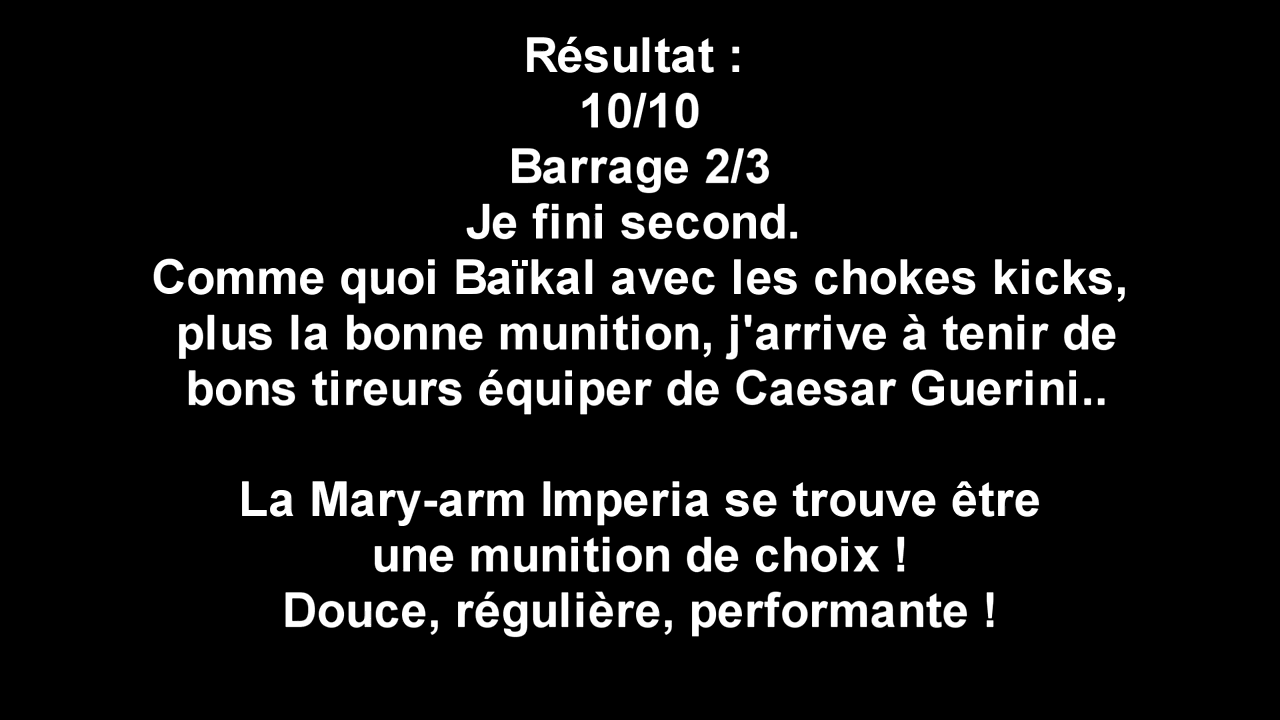 Résultat :
10/10
Barrage 2/3
Je fini second.
Comme quoi Baïkal avec les chokes kicks,
plus la bonne munition, j'arrive à tenir de
bons tireurs équiper de Caesar Guerini..
La Mary-arm Imperia se trouve être
une munition de choix !
Douce, régulière, performante !